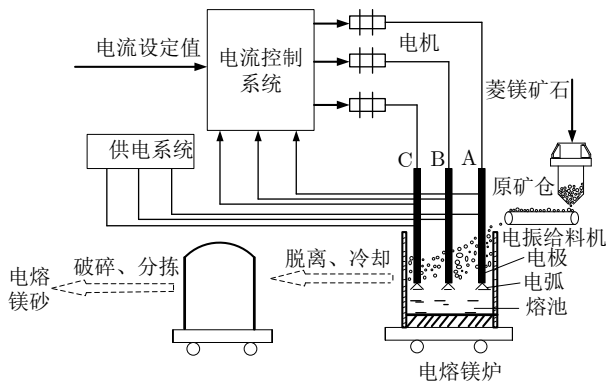 电流设定值
电流控制
系统
电机
菱镁矿石
供电系统
C
B
A
原矿仓
电振给料机
电极
电弧
熔池
脱离、冷却
破碎、分拣
电熔
镁砂
电熔镁炉